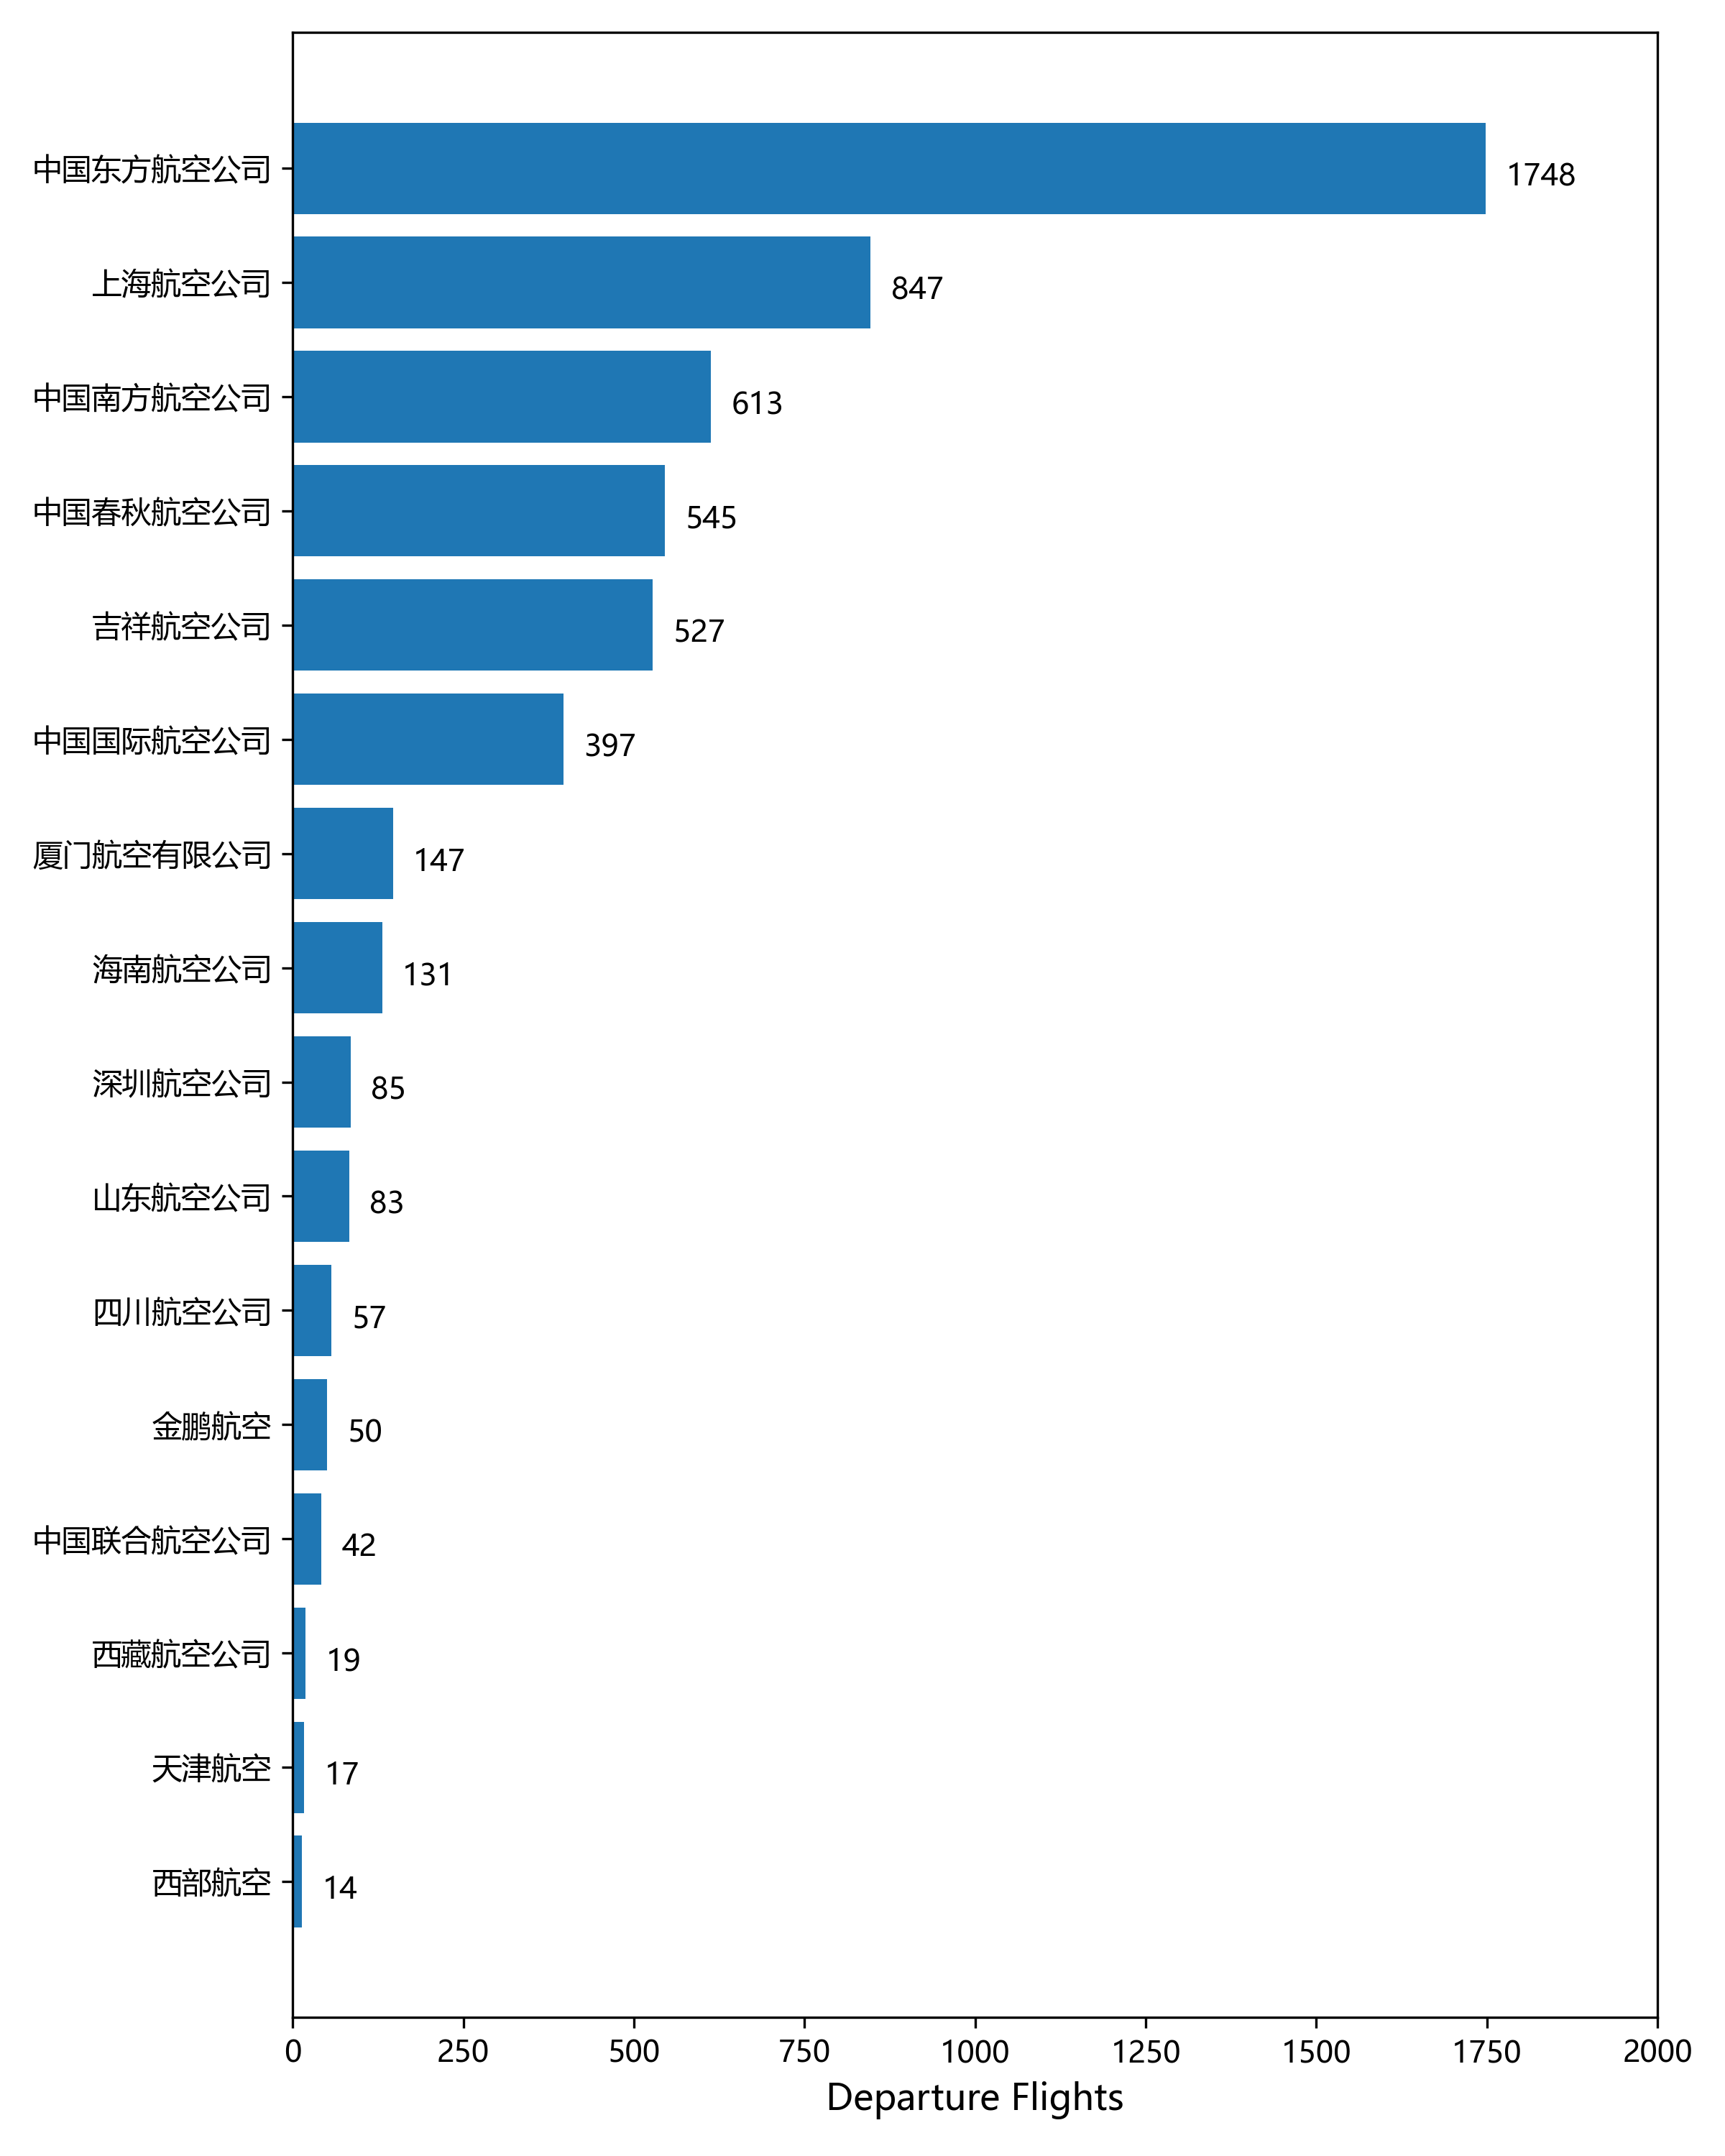 中国东方航空公司 1748
上海航空公司 847
中国南方航空公司 613
中国春秋航空公司 545
吉祥航空公司 527
中国国际航空公司 397
厦门航空有限公司 147
海南航空公司 131
深圳航空公司 85
山东航空公司 83
四川航空公司 57
金鹏航空 50
中国联合航空公司 42
西藏航空公司 19
天津航空 17
西部航空 14
0 250 500 750 1000 1250 1500 1750 2000
Departure Flights